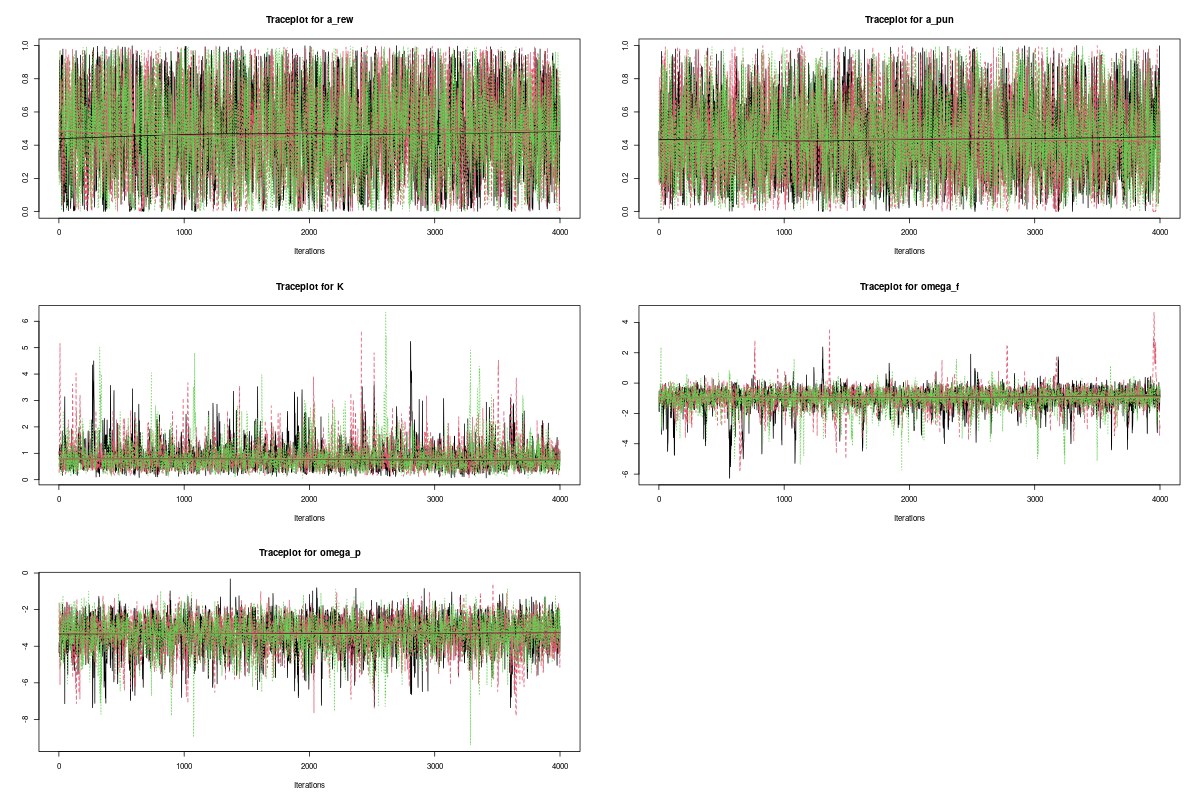 Traceplot for a_rew
1.0
0.8
0.6
0.4
0.2
0.0
0 1000 2000 3000 4000
Iterations
Traceplot for a_pun
1.0
0.8
0.6
0.4
0.2
0.0
0 1000 2000 3000 4000
Iterations
Traceplot for K
6
5
4
3
2
1
0
0 1000 2000 3000 4000
Iterations
Traceplot for omega_f
4
2
0
-2
-4
-6
0 1000 2000 3000 4000
Iterations
Traceplot for omega_p
0
-2
-4
-6
-8
0 1000 2000 3000 4000
Iterations